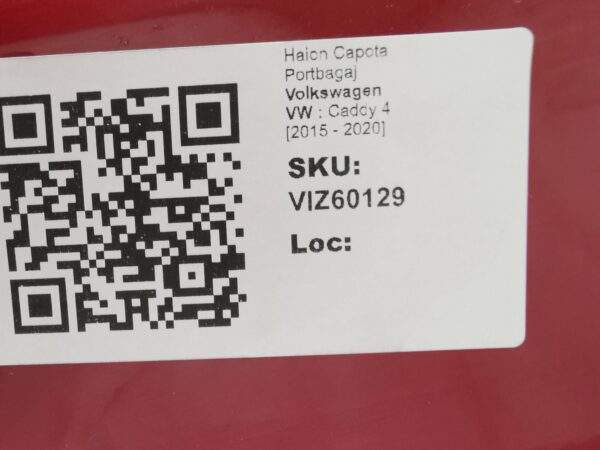 Haion Capota
Portbagaj
Volkswagen
VW : Caddy 4
[2015 - 2020]
SKU:
VIZ60129
Loc: